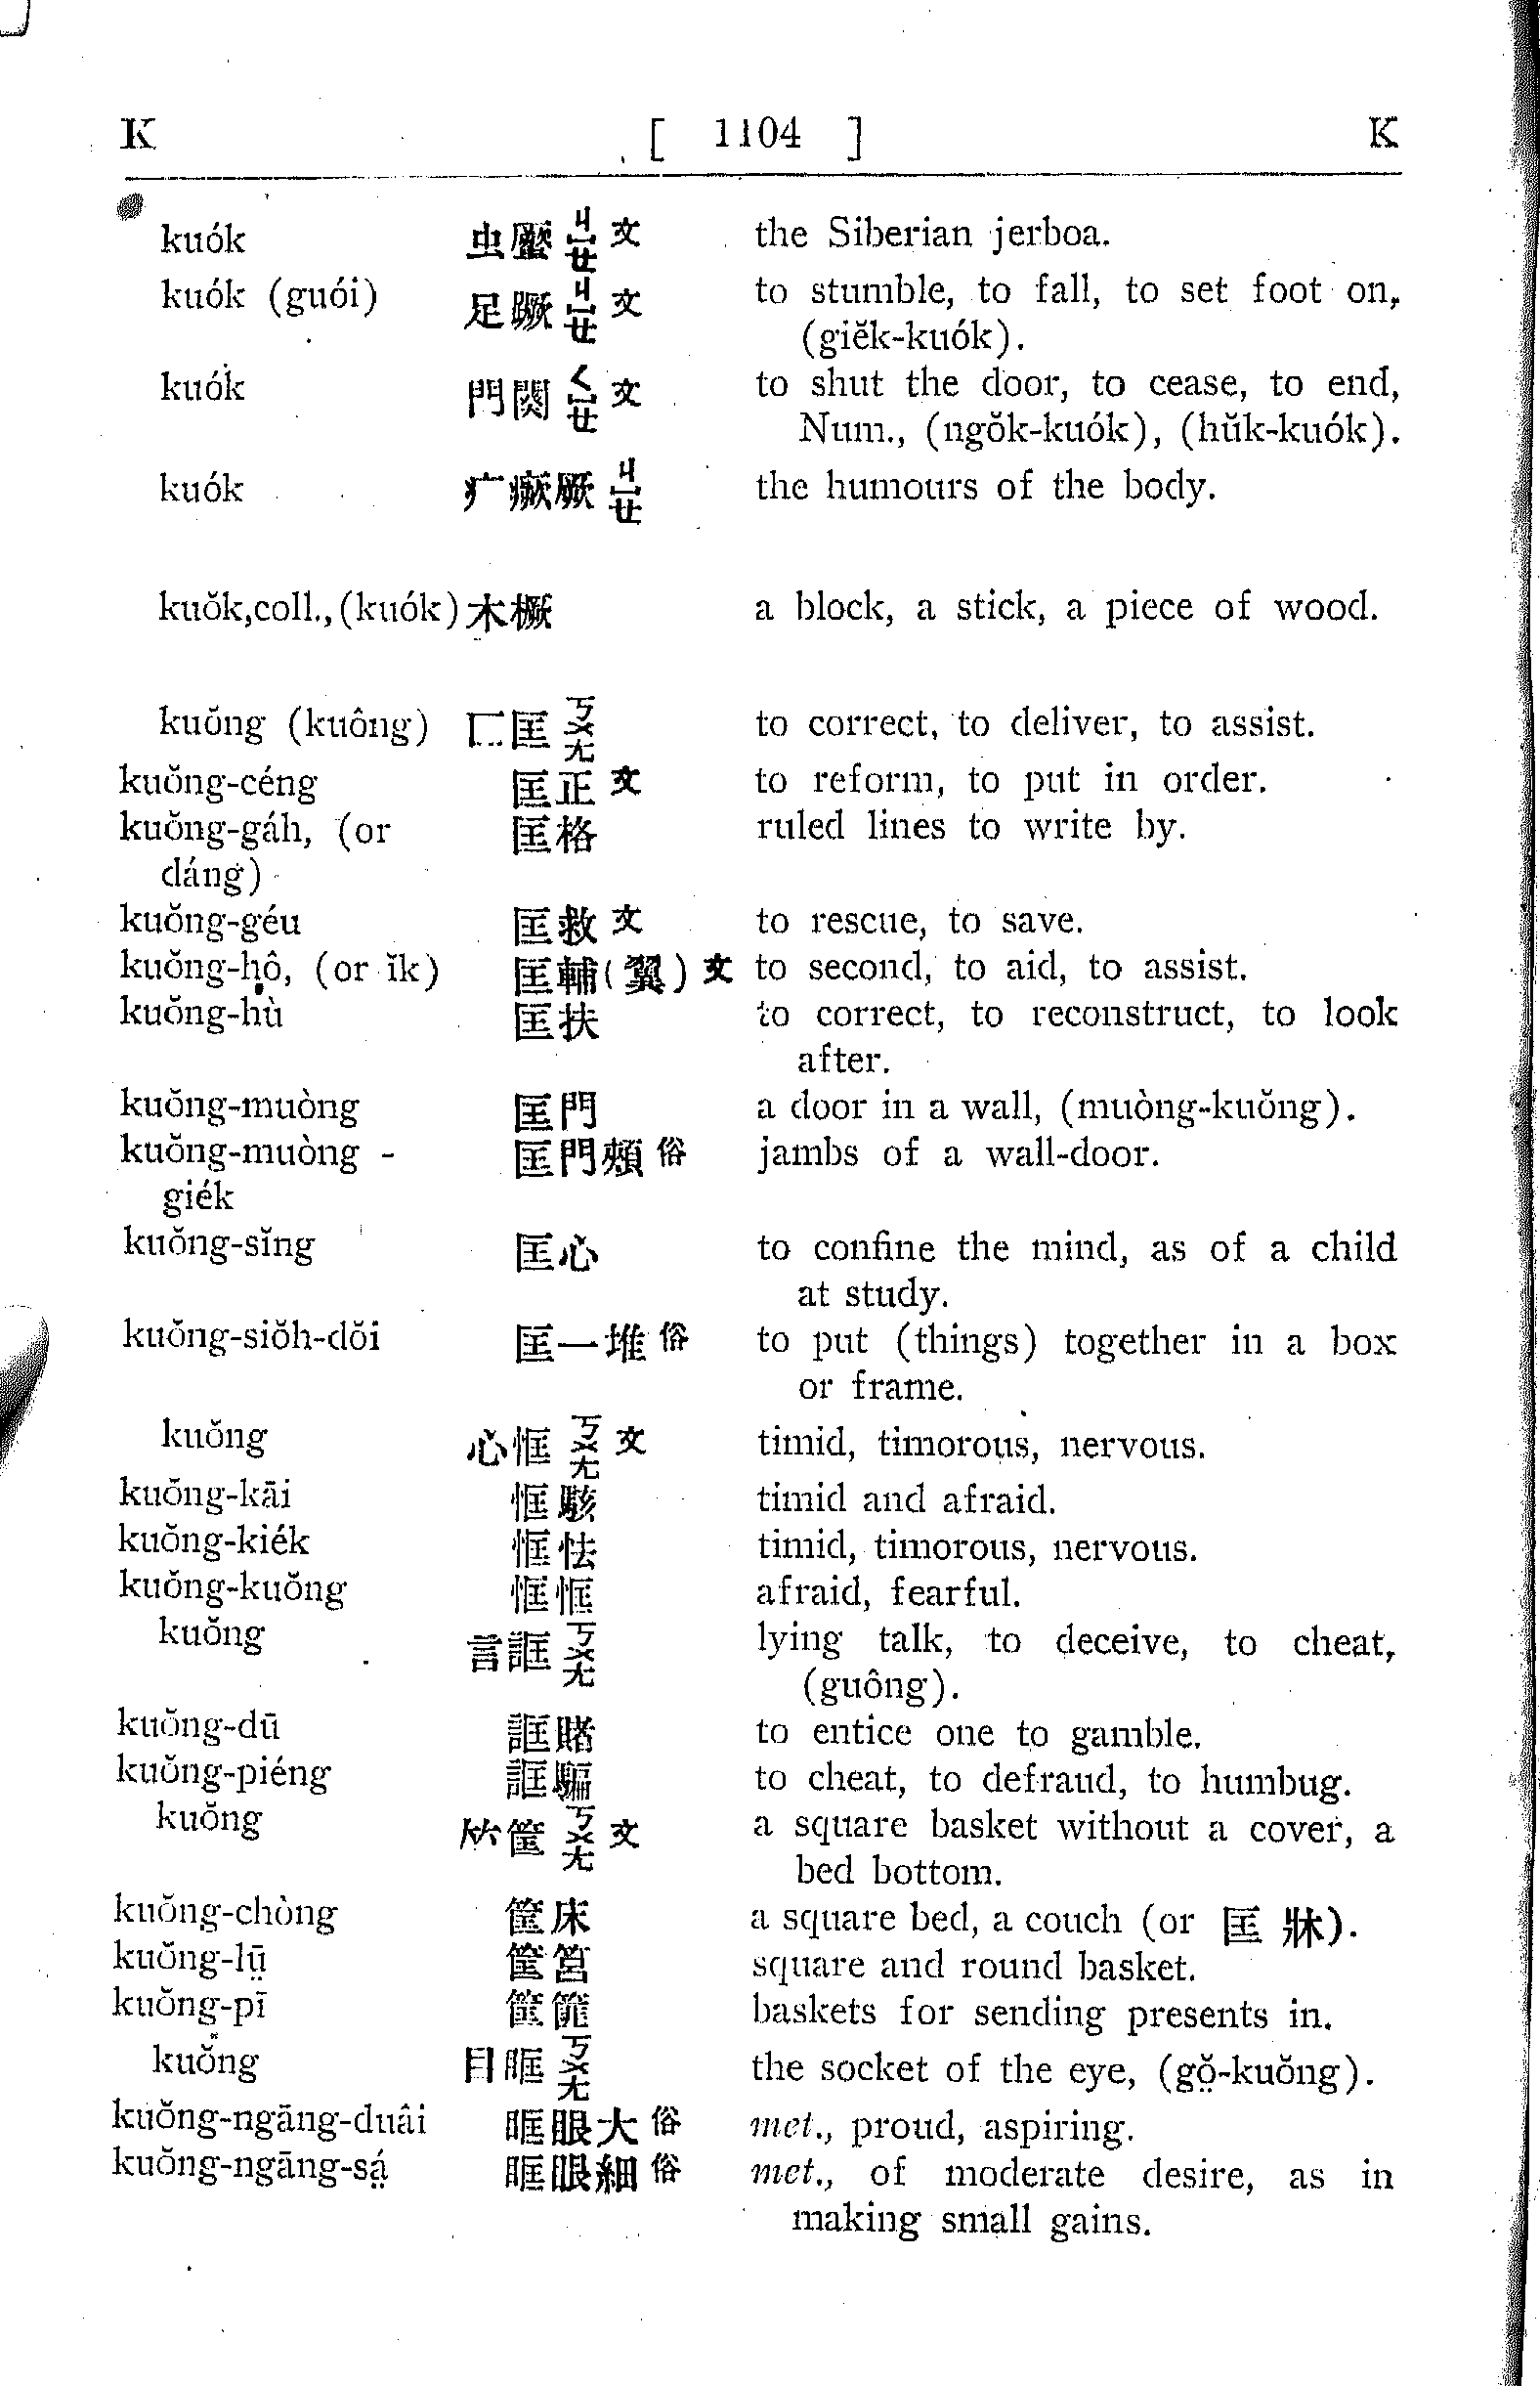 K [ 1104 ] K
kuók 虫 蟨 ㄐㄩㄝ 文 the Siberian jerboa.
kuók (guói) 足 蹶 ㄐㄩㄝ 文 to stumble, to fall, to set foot on,
(giĕk-kuók).
kuók 門 闋 ㄑㄩㄝ 文 to shut the door, to cease, to end,
Num., (ngŏk-kuók), (hŭk-kuók).
kuók 疒 瘚 厥 ㄐㄩㄝ the humours of the body.
kuŏk, coll., (kuók) 木 橛 a block, a stick, a piece of wood.
kuŏng (kuông) 匚 匡 ㄎㄨㄤ to correct, to deliver, to assist.
kuŏng-céng 匡正 文 to reform, to put in order.
kuŏng-gáh, (or 匡格 ruled lines to write by.
dáng)
kuŏng-géu 匡救 文 to rescue, to save.
kuŏng-hô, (or ĭk) 匡輔(翼) 文 to second, to aid, to assist.
kuŏng-hù 匡扶 to correct, to reconstruct, to look
after.
kuŏng-muòng 匡門 a door in a wall, (muòng-kuŏng).
kuŏng-muòng - 匡門頰 俗 jambs of a wall-door.
giék
kuŏng-sĭng 匡心 to confine the mind, as of a child
at study.
kuŏng-siŏh-dŏi 匡一堆 俗 to put (things) together in a box
or frame.
kuŏng 心 恇 ㄎㄨㄤ 文 timid, timorous, nervous.
kuŏng-kāi 恇駭 timid and afraid.
kuŏng-kiék 恇怯 timid, timorous, nervous.
kuŏng-kuŏng 恇恇 afraid, fearful.
kuŏng 言 誆 ㄎㄨㄤ lying talk, to deceive, to cheat,
(guông).
kuŏng-dū 誆賭 to entice one to gamble.
kuŏng-piéng 誆騙 to cheat, to defraud, to humbug.
kuŏng 竹 筐 ㄎㄨㄤ 文 a square basket without a cover, a
bed bottom.
kuŏng-chòng 筐床 a square bed, a couch (or 匡 牀).
kuŏng-lṳ̄ 筐筥 square and round basket.
kuŏng-pī 筐篚 baskets for sending presents in.
kuŏng 目 眶 ㄎㄨㄤ the socket of the eye, (gŏ̤-kuŏng).
kuŏng-ngāng-duâi 眶眼大 俗 met., proud, aspiring.
kuŏng-ngāng-sá̤ 眶眼細 俗 met., of moderate desire, as in
making small gains.